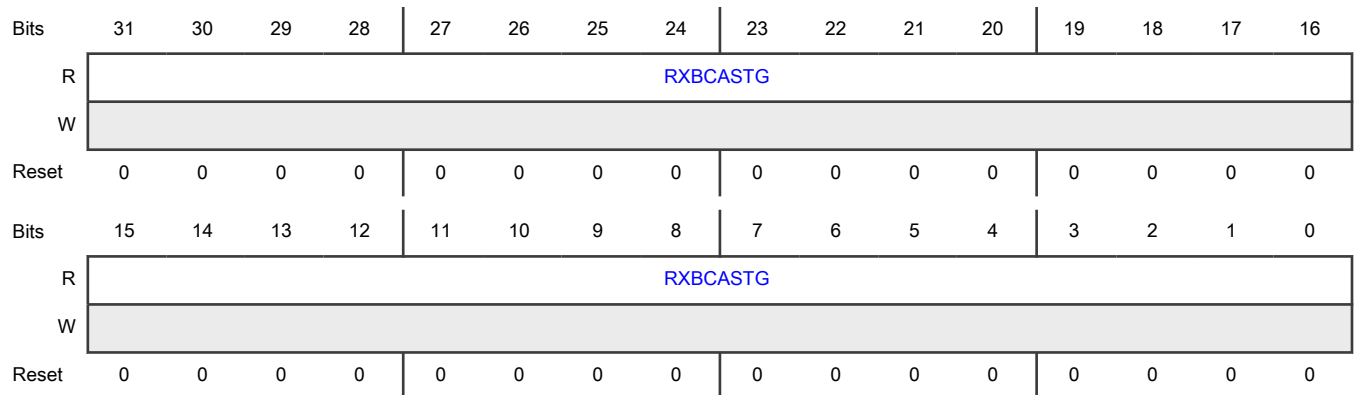 Bits 31 30 29 28 27 26 25 24 23 22 21 20 19 18 17 16
R RXBCASTG
W
Reset 0 0 0 0 0 0 0 0 0 0 0 0 0 0 0 0
Bits 15 14 13 12 11 10 9 8 7 6 5 4 3 2 1 0
R RXBCASTG
W
Reset 0 0 0 0 0 0 0 0 0 0 0 0 0 0 0 0